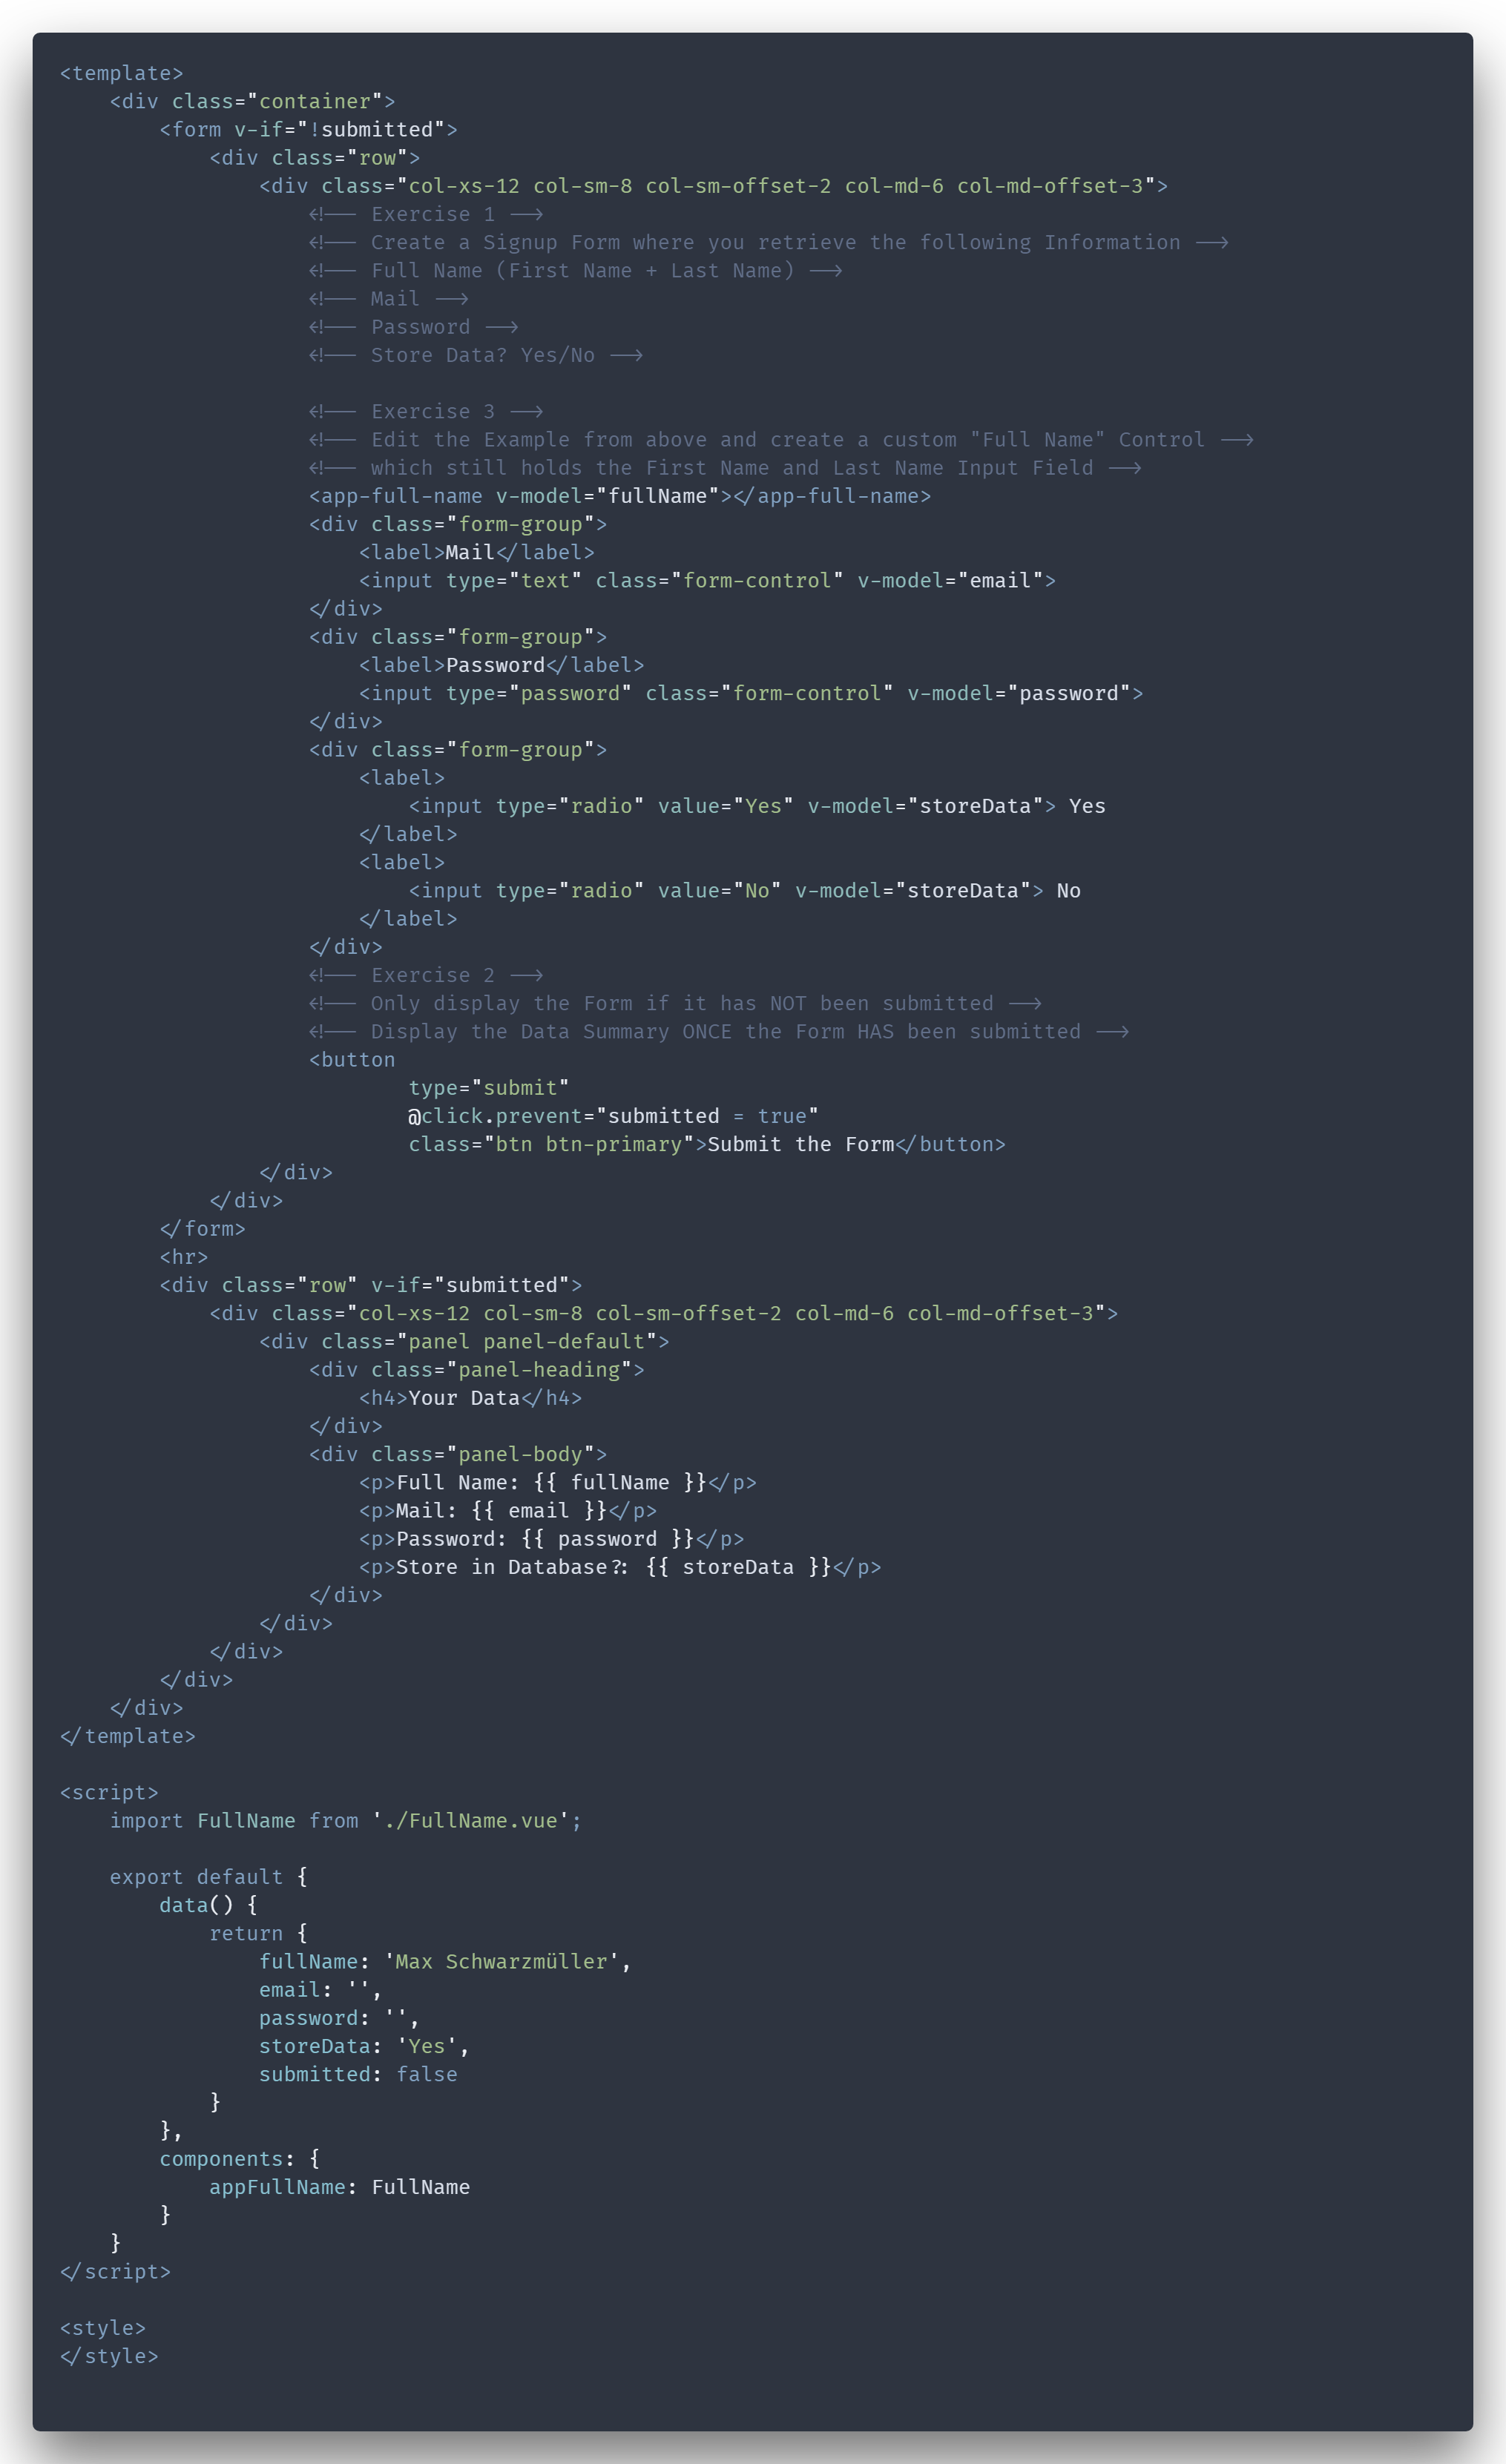 <template>
    <div class="container">
        <form v-if="!submitted">
            <div class="row">
                <div class="col-xs-12 col-sm-8 col-sm-offset-2 col-md-6 col-md-offset-3">
                    <!-- Exercise 1 -->
                    <!-- Create a Signup Form where you retrieve the following Information -->
                    <!-- Full Name (First Name + Last Name) -->
                    <!-- Mail -->
                    <!-- Password -->
                    <!-- Store Data? Yes/No -->

                    <!-- Exercise 3 -->
                    <!-- Edit the Example from above and create a custom "Full Name" Control -->
                    <!-- which still holds the First Name and Last Name Input Field -->
                    <app-full-name v-model="fullName"></app-full-name>
                    <div class="form-group">
                        <label>Mail</label>
                        <input type="text" class="form-control" v-model="email">
                    </div>
                    <div class="form-group">
                        <label>Password</label>
                        <input type="password" class="form-control" v-model="password">
                    </div>
                    <div class="form-group">
                        <label>
                            <input type="radio" value="Yes" v-model="storeData"> Yes
                        </label>
                        <label>
                            <input type="radio" value="No" v-model="storeData"> No
                        </label>
                    </div>
                    <!-- Exercise 2 -->
                    <!-- Only display the Form if it has NOT been submitted -->
                    <!-- Display the Data Summary ONCE the Form HAS been submitted -->
                    <button
                            type="submit"
                            @click.prevent="submitted = true"
                            class="btn btn-primary">Submit the Form</button>
                </div>
            </div>
        </form>
        <hr>
        <div class="row" v-if="submitted">
            <div class="col-xs-12 col-sm-8 col-sm-offset-2 col-md-6 col-md-offset-3">
                <div class="panel panel-default">
                    <div class="panel-heading">
                        <h4>Your Data</h4>
                    </div>
                    <div class="panel-body">
                        <p>Full Name: {{ fullName }}</p>
                        <p>Mail: {{ email }}</p>
                        <p>Password: {{ password }}</p>
                        <p>Store in Database?: {{ storeData }}</p>
                    </div>
                </div>
            </div>
        </div>
    </div>
</template>

<script>
    import FullName from './FullName.vue';

    export default {
        data() {
            return {
                fullName: 'Max Schwarzmüller',
                email: '',
                password: '',
                storeData: 'Yes',
                submitted: false
            }
        },
        components: {
            appFullName: FullName
        }
    }
</script>

<style>
</style>